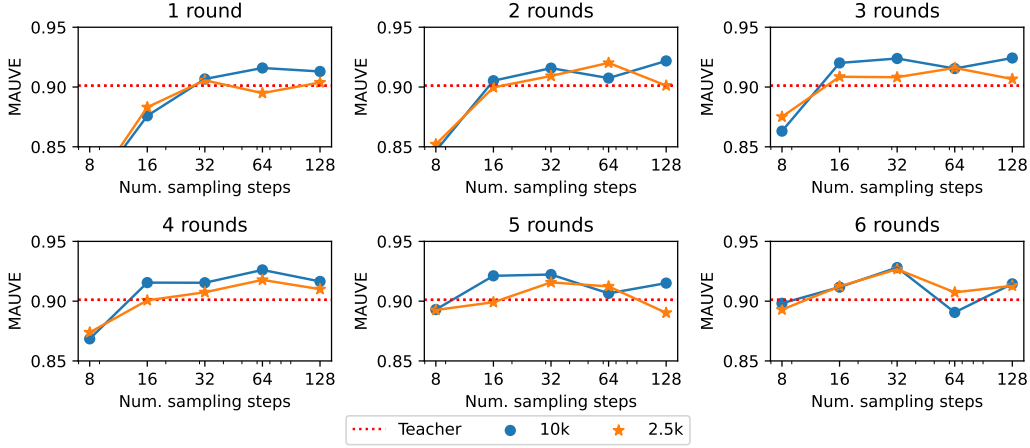 1 round
2 rounds
3 rounds
MAUVE
0.95
0.90
0.85
8 16 32 64 128
Num. sampling steps
MAUVE
0.95
0.90
0.85
8 16 32 64 128
Num. sampling steps
MAUVE
0.95
0.90
0.85
8 16 32 64 128
Num. sampling steps
4 rounds
5 rounds
6 rounds
MAUVE
0.95
0.90
0.85
8 16 32 64 128
Num. sampling steps
MAUVE
0.95
0.90
0.85
8 16 32 64 128
Num. sampling steps
MAUVE
0.95
0.90
0.85
8 16 32 64 128
Num. sampling steps
Teacher 10k 2.5k